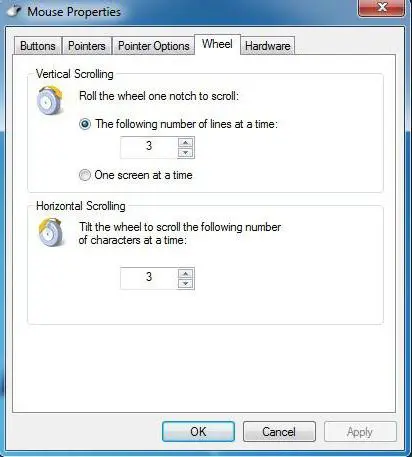 Mouse Properties
Buttons Pointers Pointer Options Wheel Hardware
Vertical Scrolling
Roll the wheel one notch to scroll:
The following number of lines at a time:
3
One screen at a time
Horizontal Scrolling
Tilt the wheel to scroll the following number
of characters at a time:
3
OK Cancel Apply